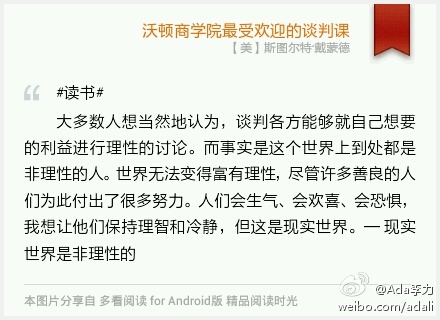 沃顿商学院最受欢迎的谈判课
【美】斯图尔特·戴蒙德
#读书#
大多数人想当然地认为，谈判各方能够就自己想要
的利益进行理性的讨论。而事实是这个世界上到处都是
非理性的人。世界无法变得富有理性，尽管许多善良的人
们为此付出了很多努力。人们会生气、会欢喜、会恐惧，
我想让他们保持理智和冷静，但这是现实世界。— 现实
世界是非理性的
本图片分享自 多看阅读 for Android版 精品阅读时光
@Ada李力
weibo.com/adali